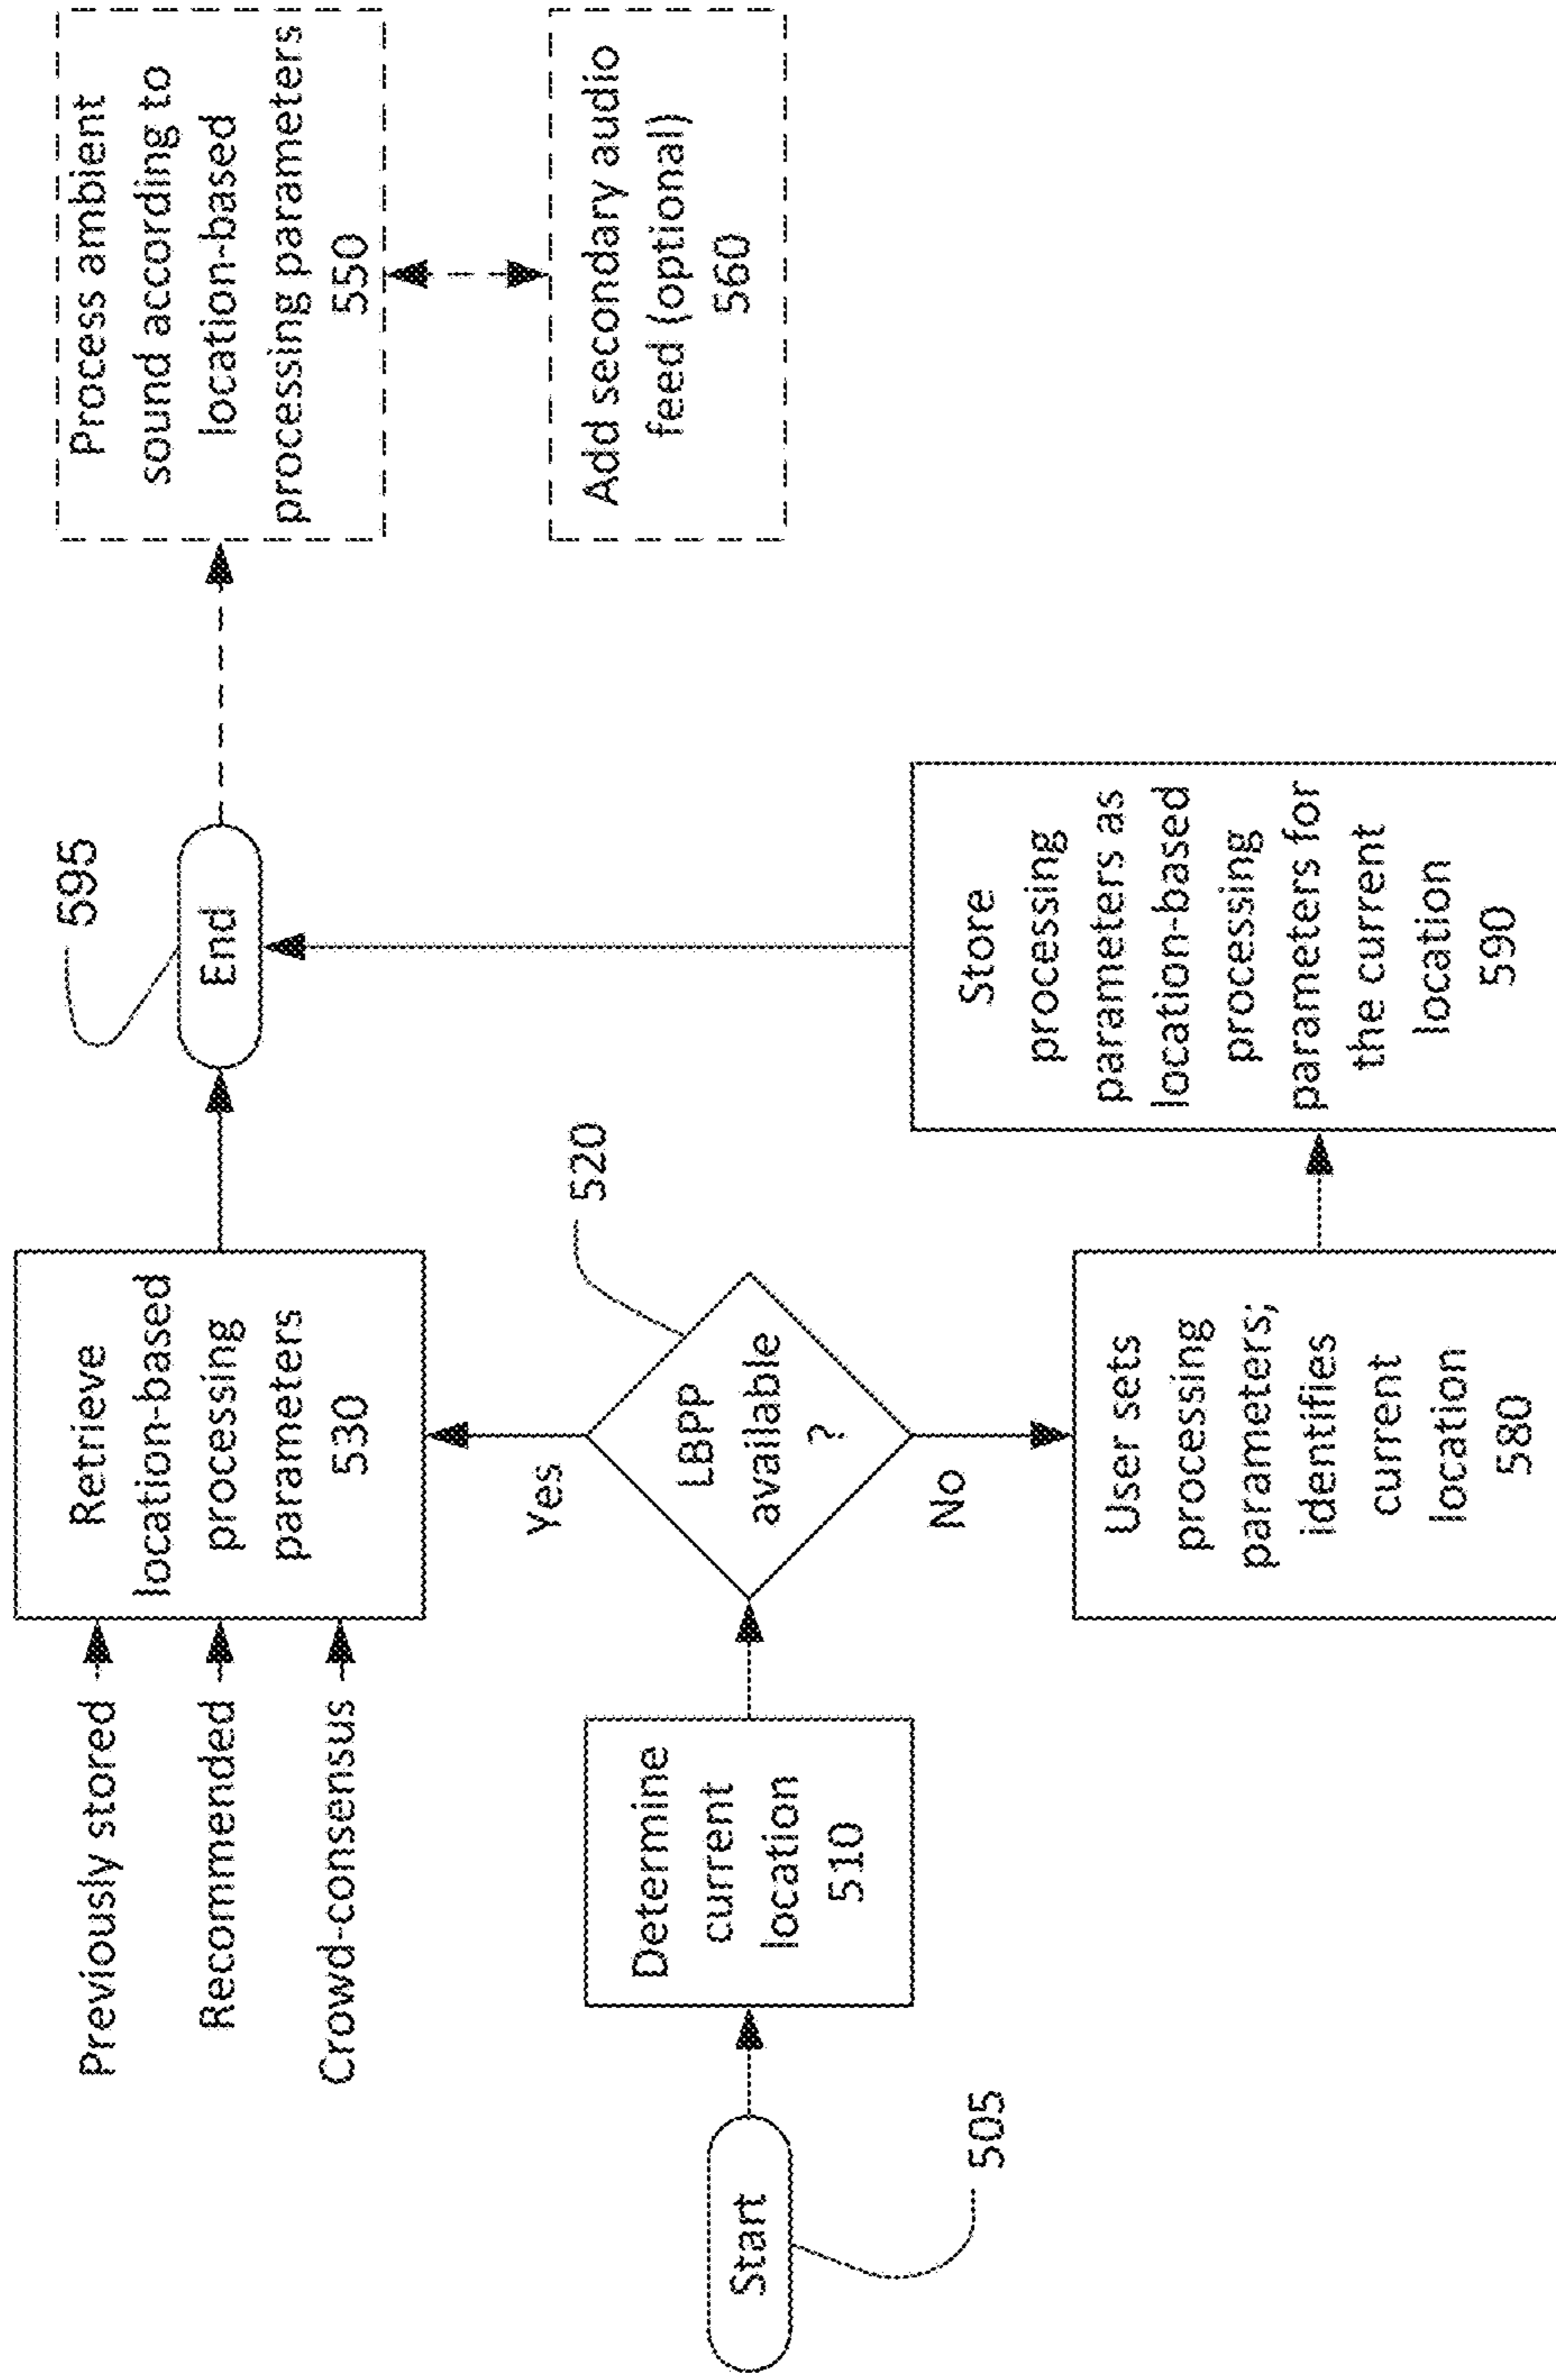 Previously stored
Recommended
Crowd-consensus
Retrieve
location-based
processing
parameters
530
595
End
Process ambient
sound according to
location-based
processing parameters
550
Add secondary audio
feed (optional)
560
Yes
520
LBPP
available
?
No
Start
505
Determine
current
location
510
User sets
processing
parameters;
identifies
current
location
580
Store
processing
parameters as
location-based
processing
parameters for
the current
location
590